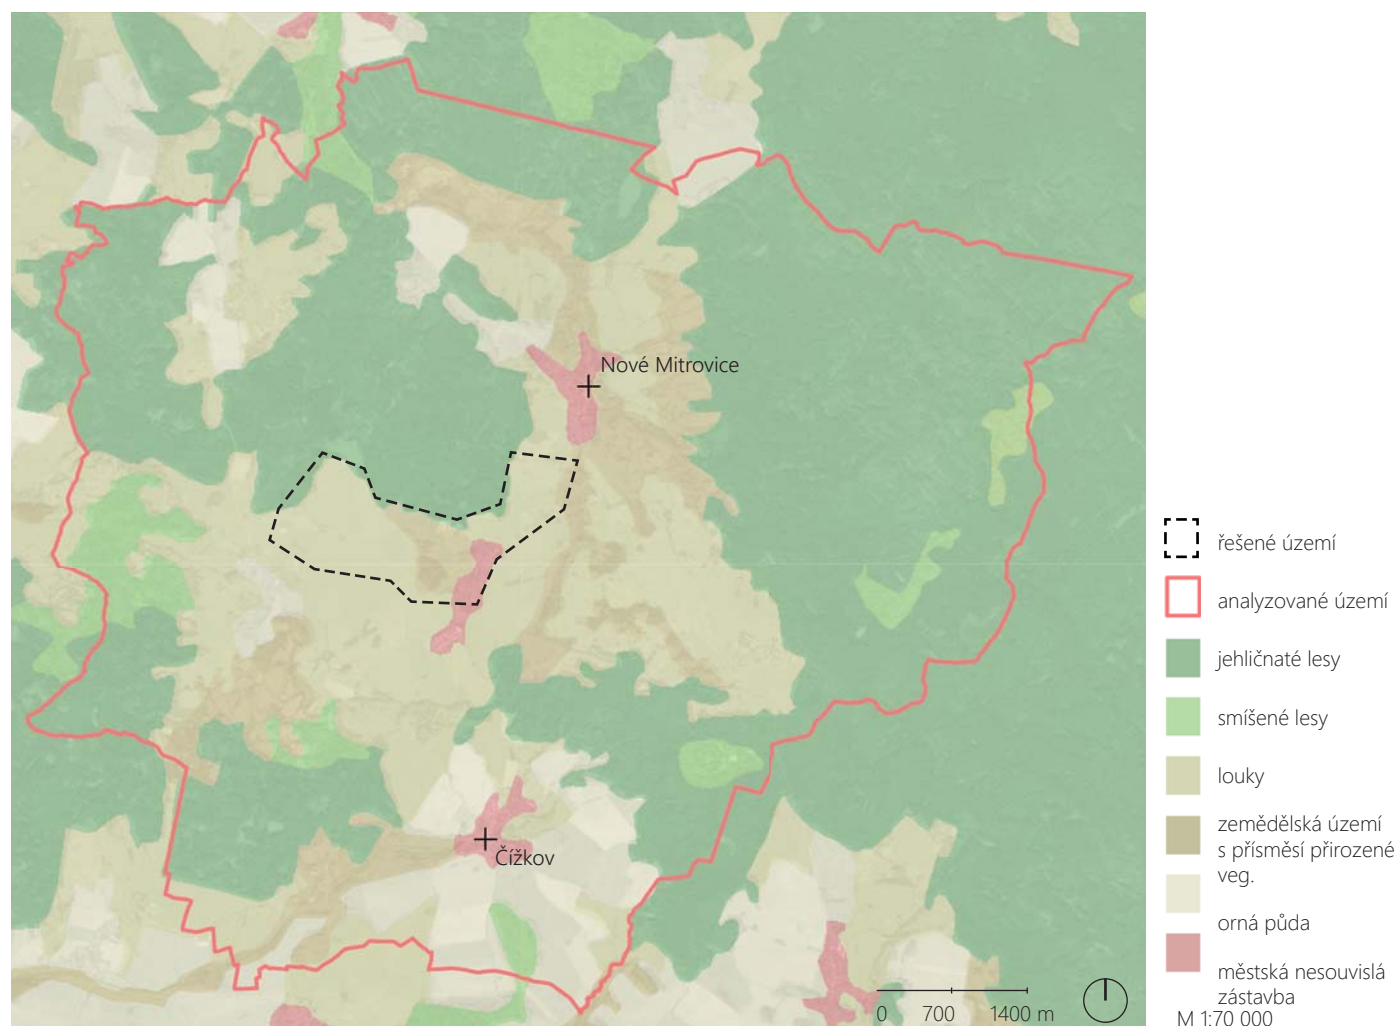 Nové Mitrovice
Čížkov
0 700 1400 m
řešené území
analyzované území
jehličnaté lesy
smíšené lesy
louky
zemědělská území
s přísměsí přirozené
veg.
orná půda
městská nesouvislá
zástavba
M 1:70 000